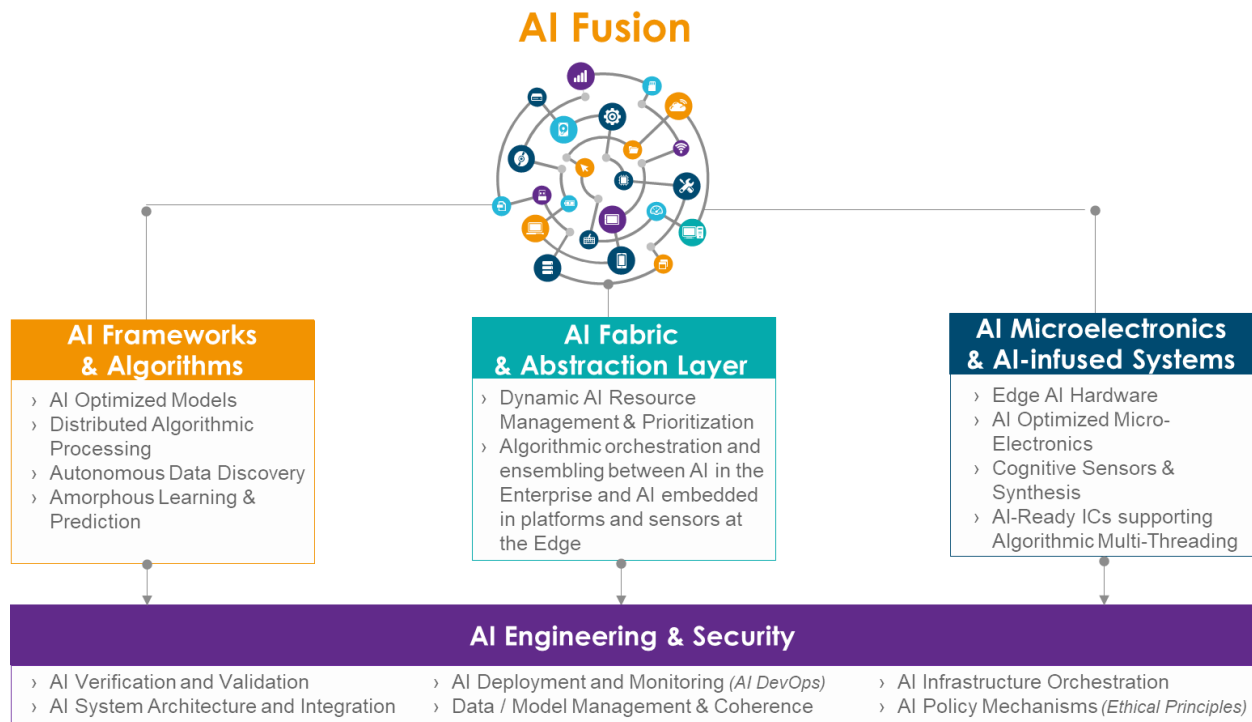 AI Fusion
AI Frameworks
& Algorithms
› AI Optimized Models
› Distributed Algorithmic
Processing
› Autonomous Data Discovery
› Amorphous Learning &
Prediction
AI Fabric
& Abstraction Layer
› Dynamic AI Resource
Management & Prioritization
› Algorithmic orchestration and
ensembling between AI in the
Enterprise and AI embedded
in platforms and sensors at
the Edge
AI Microelectronics
& AI-infused Systems
› Edge AI Hardware
› AI Optimized Micro-
Electronics
› Cognitive Sensors &
Synthesis
› AI-Ready ICs supporting
Algorithmic Multi-Threading
AI Engineering & Security
› AI Verification and Validation
› AI System Architecture and Integration
› AI Deployment and Monitoring (AI DevOps)
› Data / Model Management & Coherence
› AI Infrastructure Orchestration
› AI Policy Mechanisms (Ethical Principles)